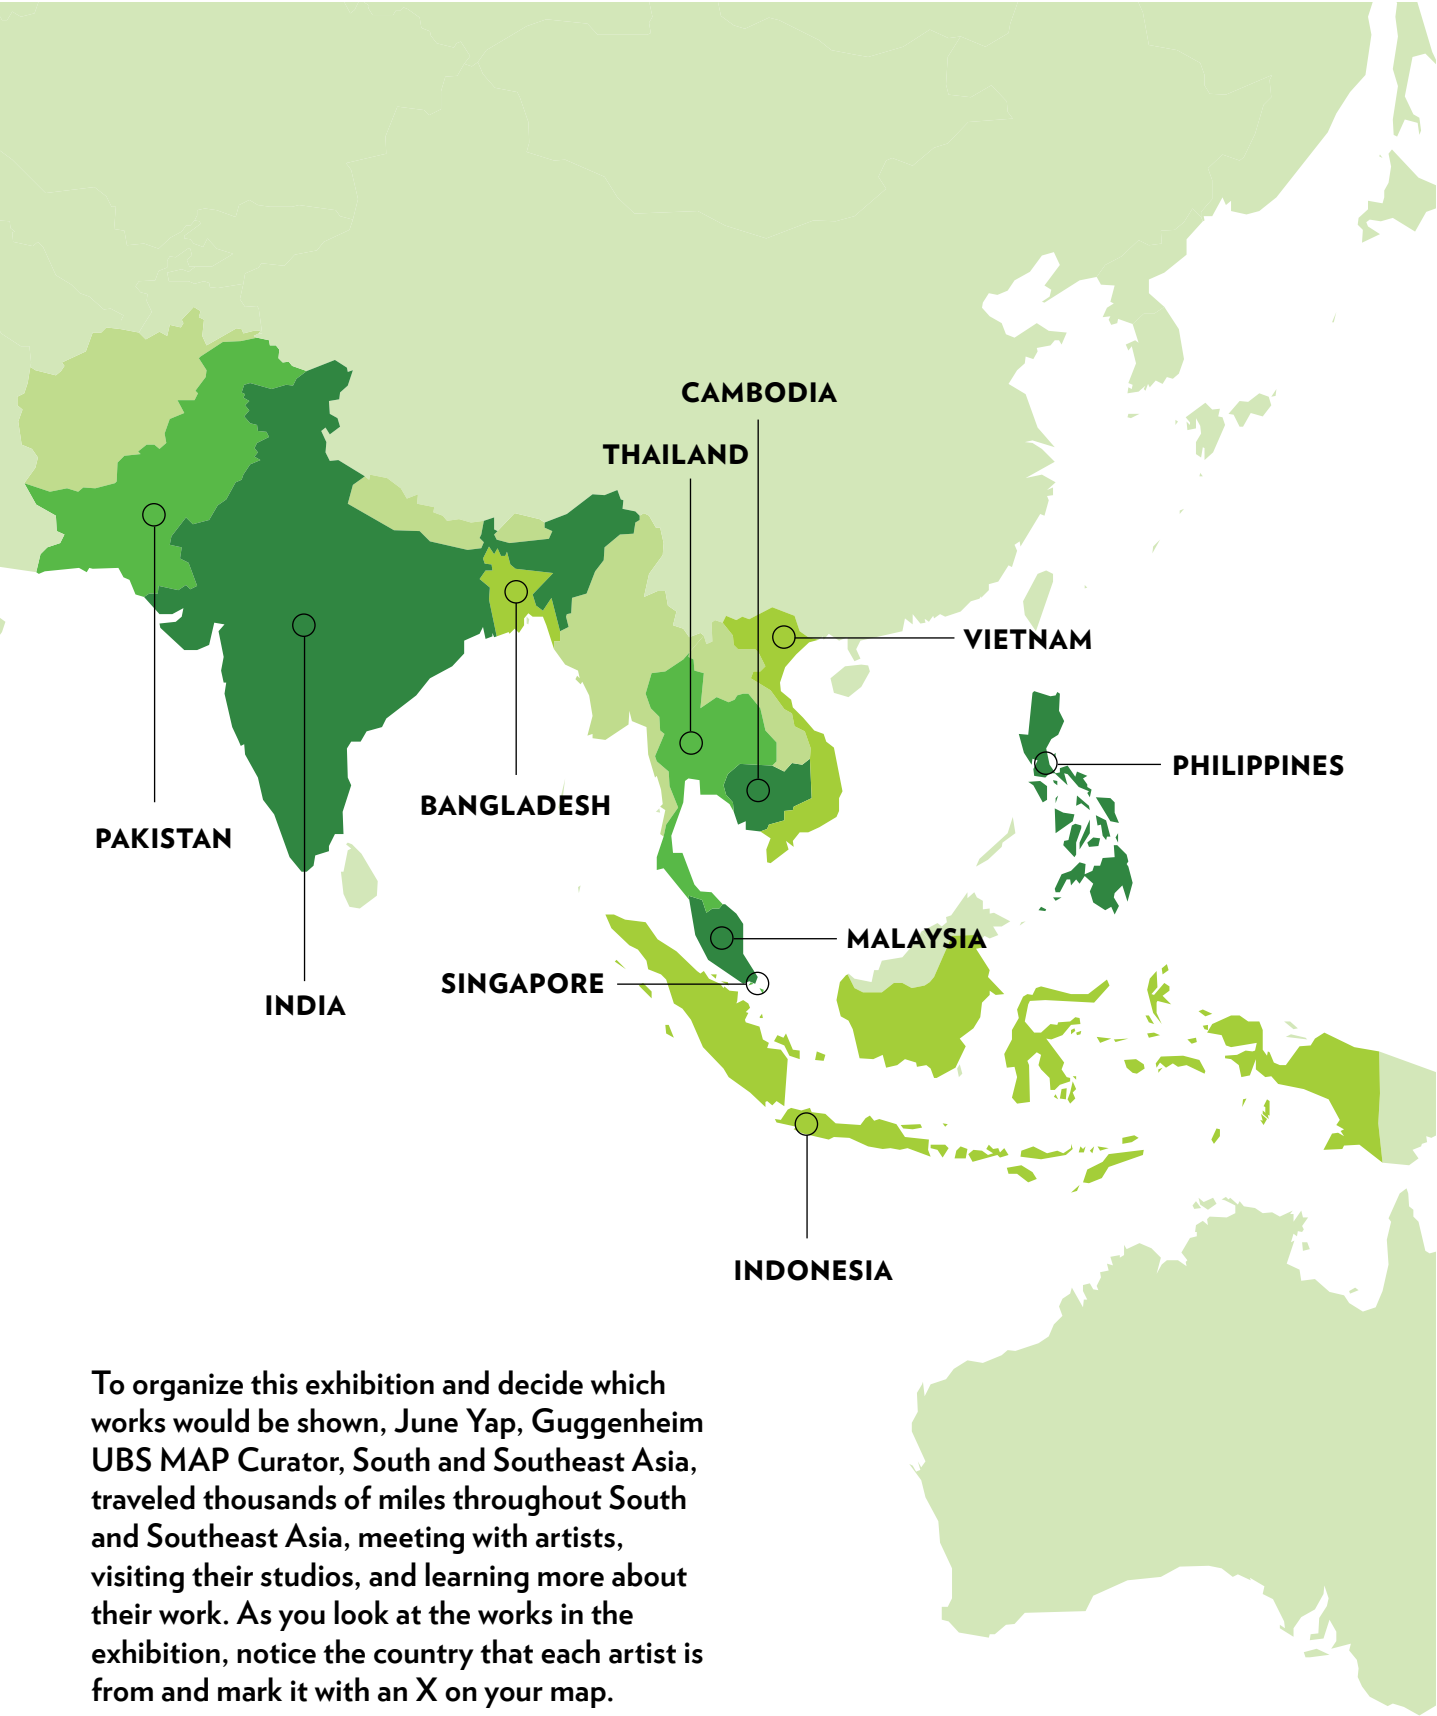 CAMBODIA
THAILAND
VIETNAM
PHILIPPINES
BANGLADESH
PAKISTAN
MALAYSIA
SINGAPORE
INDIA
INDONESIA
To organize this exhibition and decide which
works would be shown, June Yap, Guggenheim
UBS MAP Curator, South and Southeast Asia,
traveled thousands of miles throughout South
and Southeast Asia, meeting with artists,
visiting their studios, and learning more about
their work. As you look at the works in the
exhibition, notice the country that each artist is
from and mark it with an X on your map.